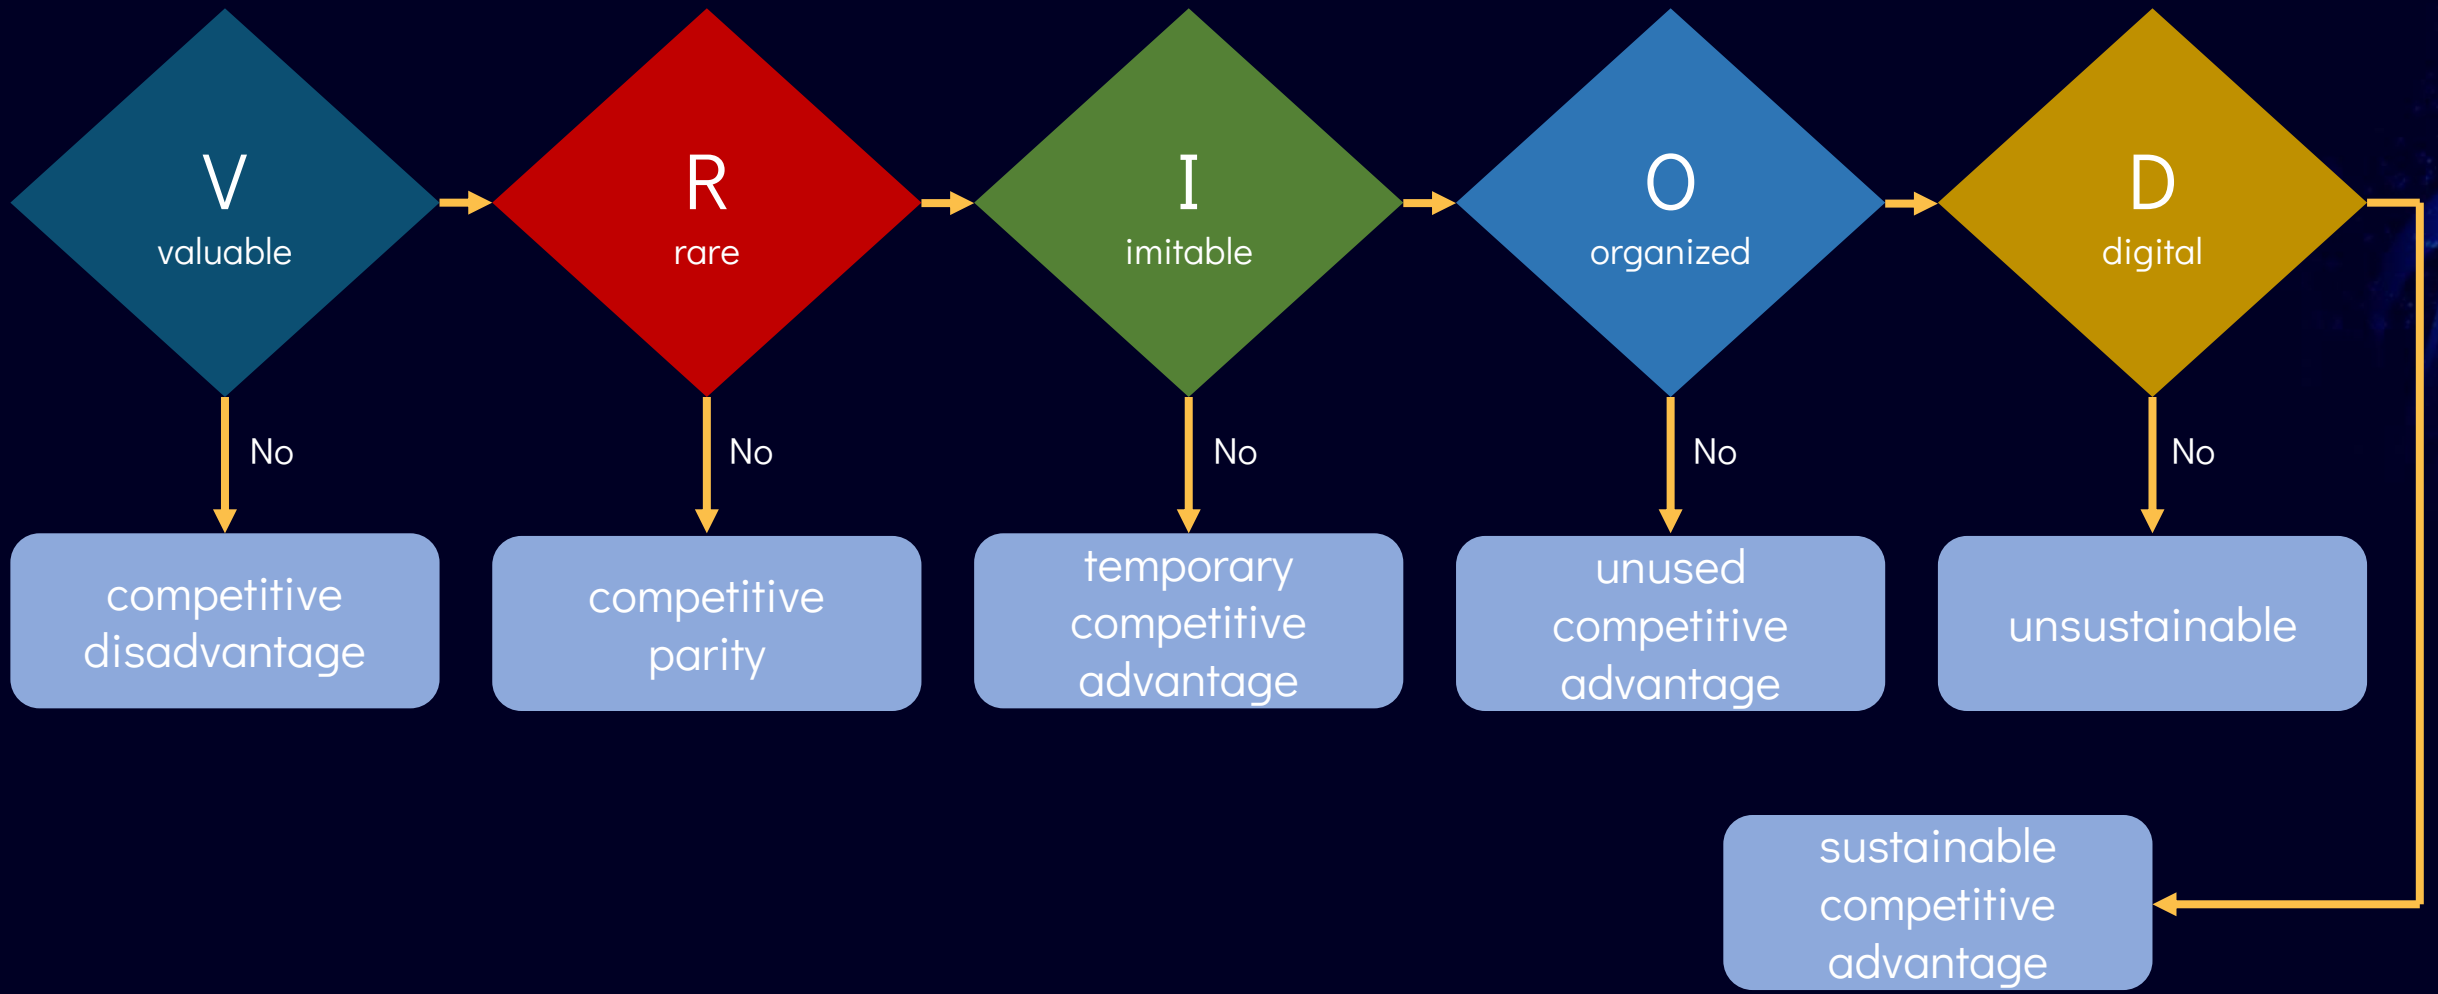 V
valuable
R
rare
I
imitable
O
organized
D
digital
No
No
No
No
No
competitive
disadvantage
competitive
parity
temporary
competitive
advantage
unused
competitive
advantage
unsustainable
sustainable
competitive
advantage